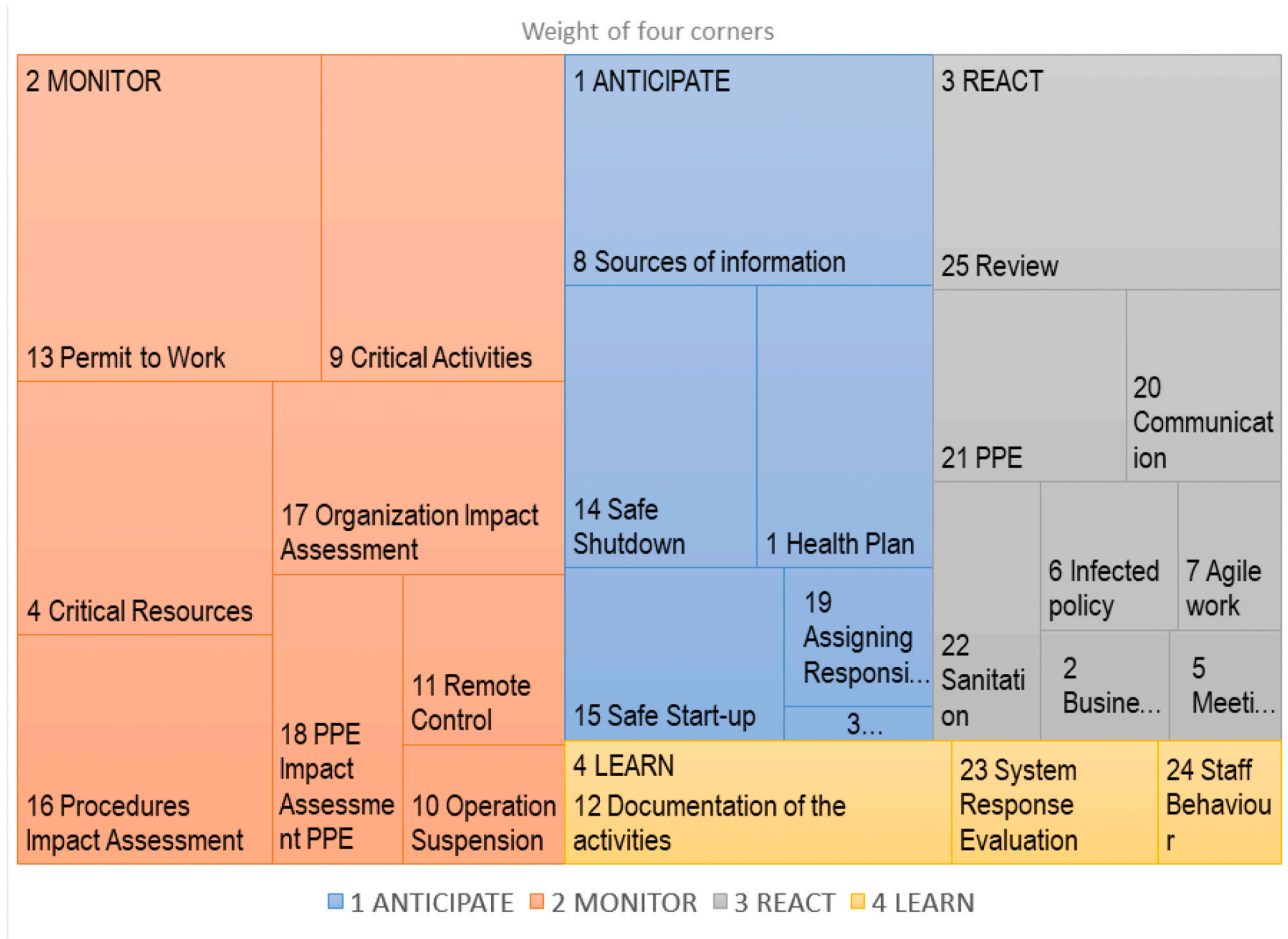 Weight of four corners
2 MONITOR
13 Permit to Work
9 Critical Activities
4 Critical Resources
17 Organization Impact
Assessment
16 Procedures
Impact Assessment
18 PPE
Impact
Assessme
nt PPE
11 Remote
Control
10 Operation
Suspension
1 ANTICIPATE
8 Sources of information
14 Safe
Shutdown
1 Health Plan
15 Safe Start-up
19
Assigning
Responsi...
3...
3 REACT
25 Review
21 PPE
20
Communicat
ion
22
Sanitati
on
6 Infected
policy
7 Agile
work
2
Busine...
5
Meeti...
4 LEARN
12 Documentation of the
activities
23 System
Response
Evaluation
24 Staff
Behaviou
r
1 ANTICIPATE 2 MONITOR 3 REACT 4 LEARN